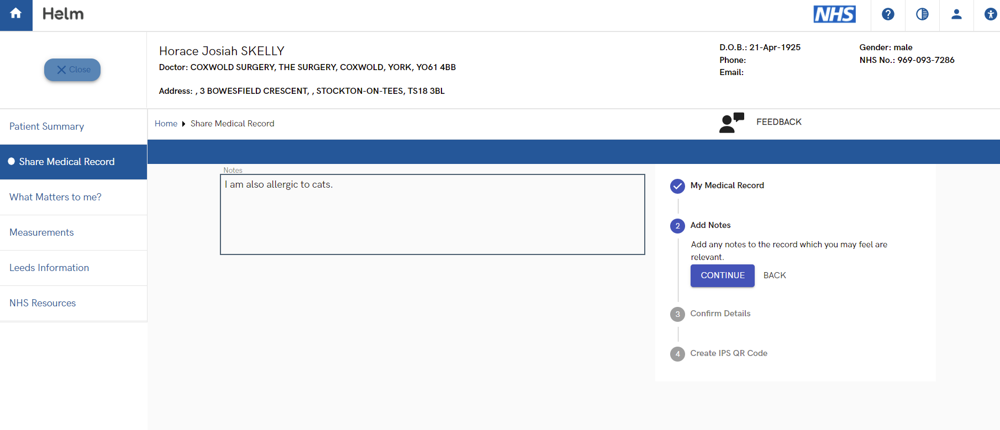 Helm
NHS
Close
Horace Josiah SKELLY
Doctor: COXWOLD SURGERY, THE SURGERY, COXWOLD, YORK, YO61 4BB
Address: , 3 BOWESFIELD CRESCENT, , STOCKTON-ON-TEES, TS18 3BL
D.O.B.: 21-Apr-1925
Phone:
Email:
Gender: male
NHS No.: 969-093-7286
Patient Summary
Share Medical Record
What Matters to me?
Measurements
Leeds Information
NHS Resources
Home Share Medical Record
FEEDBACK
Notes
I am also allergic to cats.
My Medical Record
2 Add Notes
Add any notes to the record which you may feel are
relevant.
CONTINUE BACK
3 Confirm Details
4 Create IPS QR Code